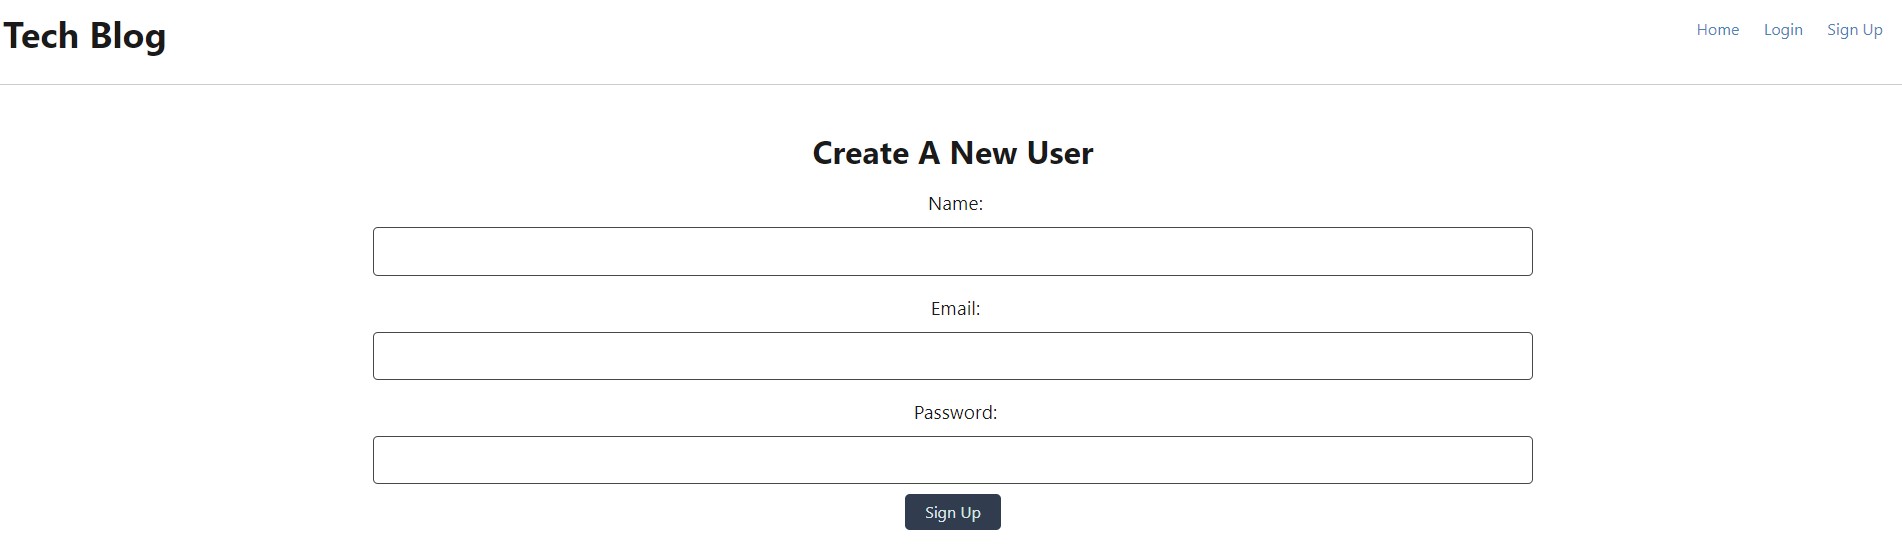 Tech Blog
Home Login Sign Up
Create A New User
Name:
Email:
Password:
Sign Up